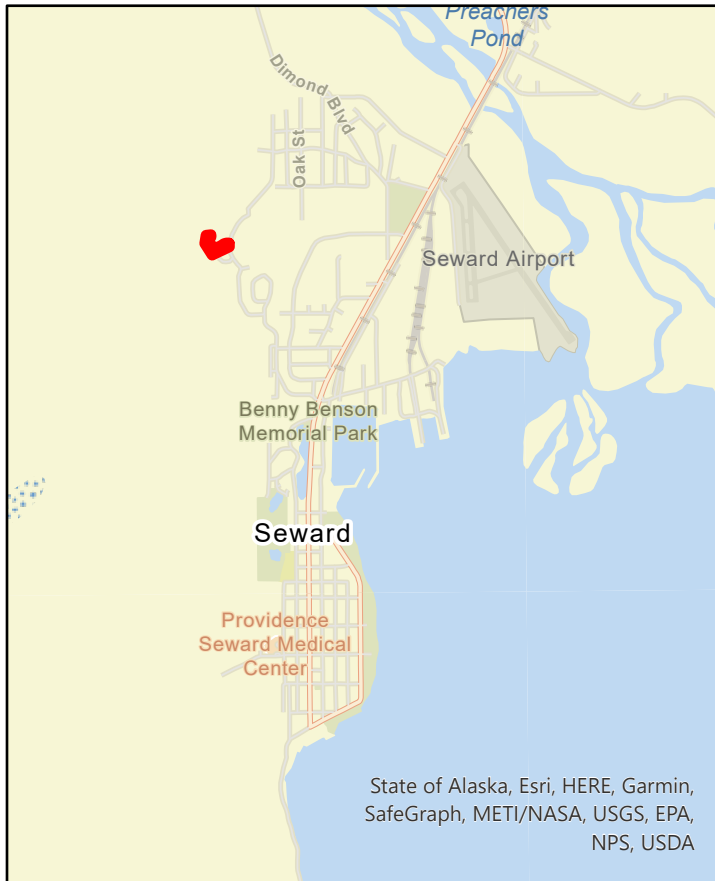 Preachers
Pond
Dimond Blvd
Oak St
Seward Airport
Benny Benson
Memorial Park
Seward
Providence
Seward Medical
Center
State of Alaska, Esri, HERE, Garmin,
SafeGraph, METI/NASA, USGS, EPA,
NPS, USDA